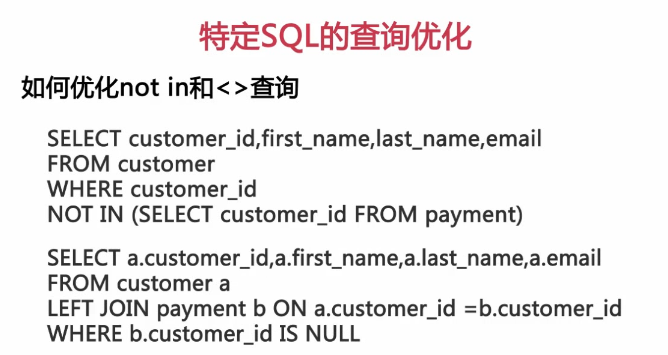 特定SQL的查询优化
如何优化not in和<>查询
SELECT customer_id,first_name,last_name,email
FROM customer
WHERE customer_id
NOT IN (SELECT customer_id FROM payment)
SELECT a.customer_id,a.first_name,a.last_name,a.email
FROM customer a
LEFT JOIN payment b ON a.customer_id =b.customer_id
WHERE b.customer_id IS NULL